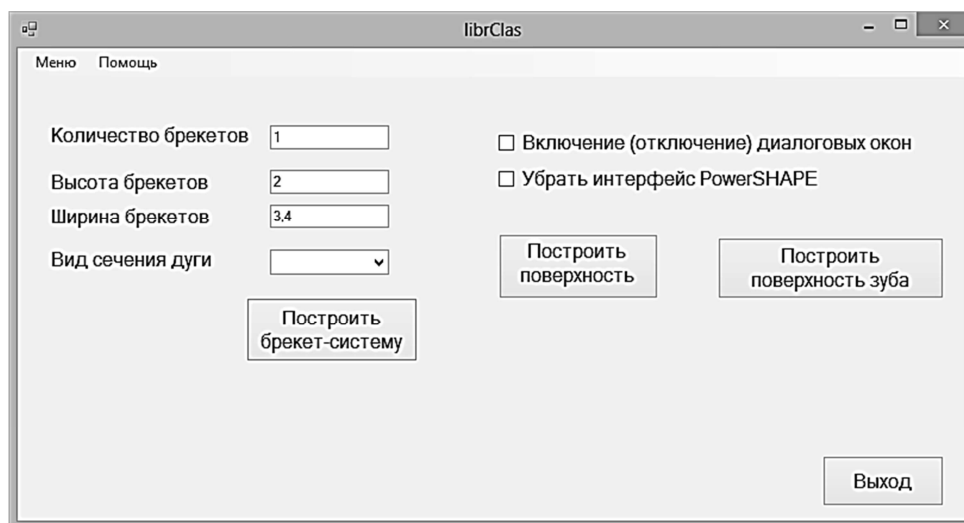 librClas
Меню Помощь
Количество брекетов 1
Высота брекетов 2
Ширина брекетов 3,4
Вид сечения дуги
Построить
брекет-систему
Включение (отключение) диалоговых окон
Убрать интерфейс PowerSHAPE
Построить
поверхность
Построить
поверхность зуба
Выход